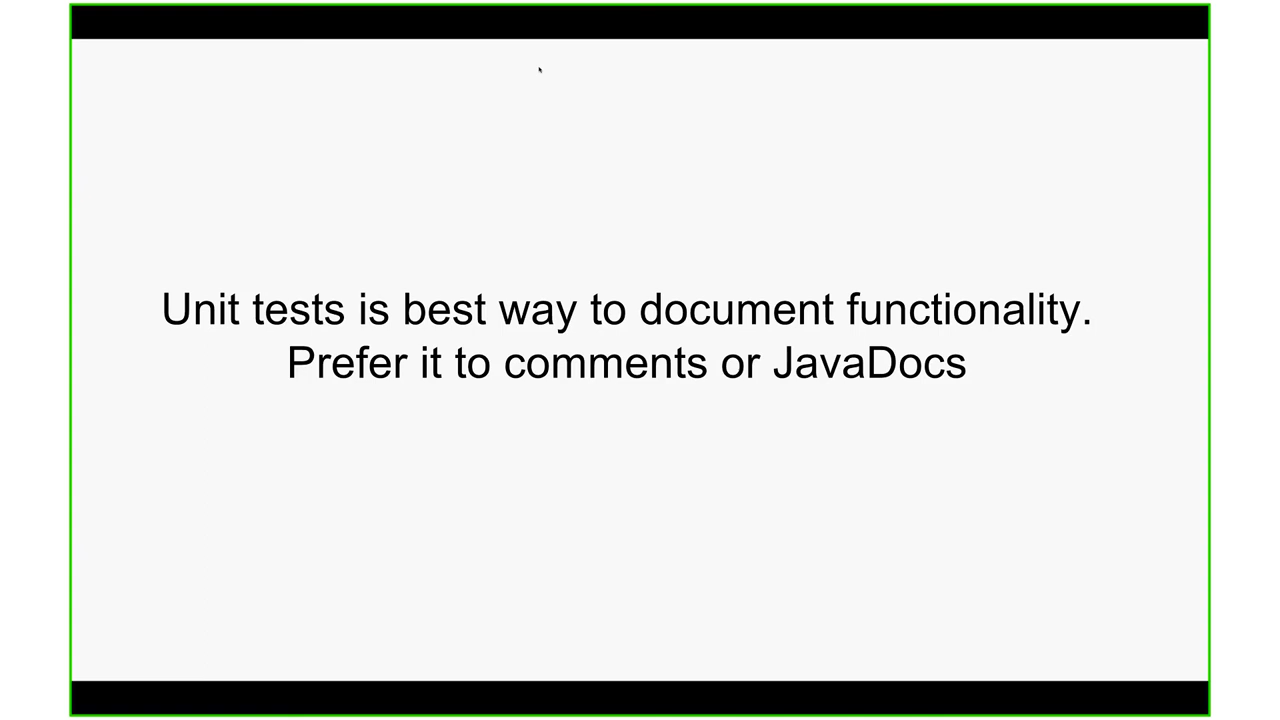 Unit tests is best way to document functionality.
Prefer it to comments or JavaDocs